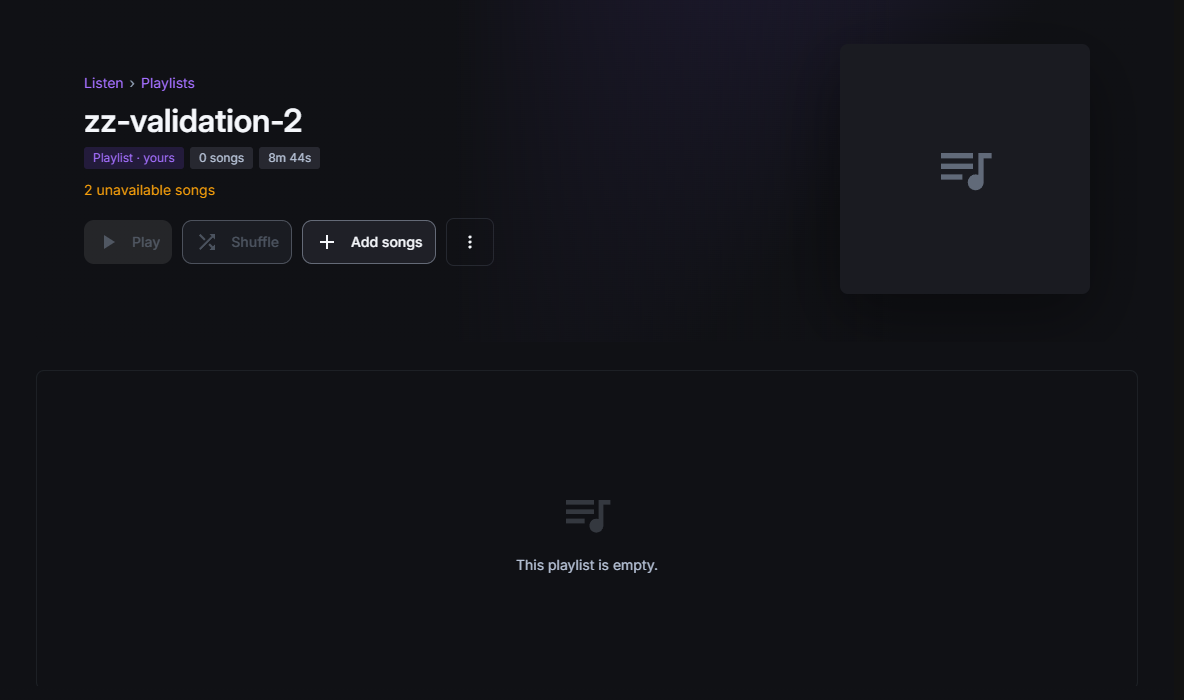 Listen › Playlists
zz-validation-2
Playlist · yours 0 songs 8m 44s
2 unavailable songs
Play Shuffle Add songs
This playlist is empty.